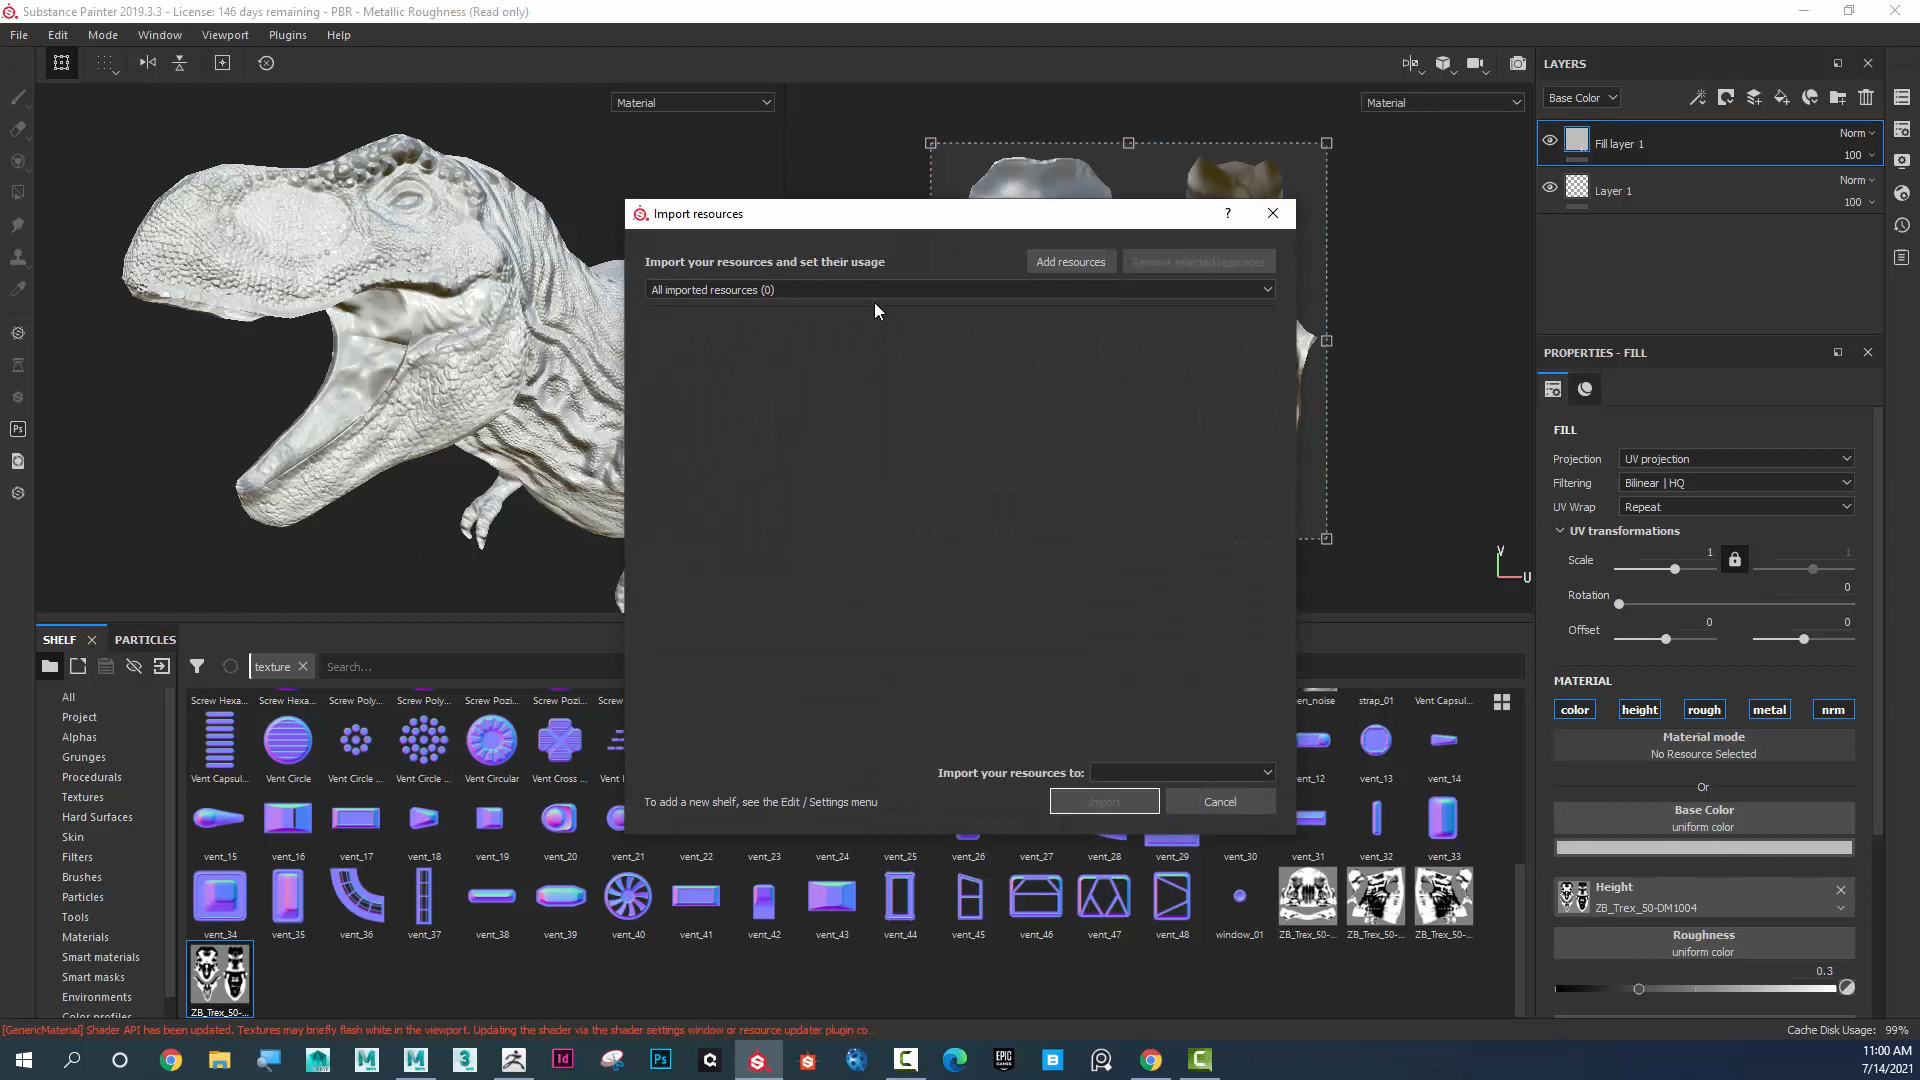 Substance Painter 2019.3.3 - License: 146 days remaining - PBR - Metallic Roughness (Read only)
File Edit Mode Window Viewport Plugins Help
Material
Material
LAYERS
Base Color
Fill layer 1
Norm
100
Layer 1
Norm
100
Import resources
?
Import your resources and set their usage
Add resources
Remove selected resources
All imported resources (0)
Import your resources to:
To add a new shelf, see the Edit / Settings menu
Import
Cancel
V
U
PROPERTIES - FILL
FILL
Projection UV projection
Filtering Bilinear | HQ
UV Wrap Repeat
UV transformations
Scale 1 1
Rotation 0
Offset 0 0
MATERIAL
color height rough metal nrm
Material mode
No Resource Selected
Or
Base Color
uniform color
Height
ZB_Trex_50-DM1004
Roughness
uniform color
0.3
SHELF
PARTICLES
texture
Search...
All
Project
Alphas
Grunges
Procedurals
Textures
Hard Surfaces
Skin
Filters
Brushes
Particles
Tools
Materials
Smart materials
Smart masks
Environments
Color profiles
Screw Hexa... Screw Hexa... Screw Poly... Screw Poly... Screw Pozi... Screw Pozi... strap_01 Vent Capsul...
Vent Capsu... Vent Circle Vent Circle ... Vent Circle ... Vent Circular Vent Cross ... vent_12 vent_13 vent_14
vent_15 vent_16 vent_17 vent_18 vent_19 vent_20 vent_21 vent_22 vent_23 vent_24 vent_25 vent_26 vent_27 vent_28 vent_29 vent_30 vent_31 vent_32 vent_33
vent_34 vent_35 vent_36 vent_37 vent_38 vent_39 vent_40 vent_41 vent_42 vent_43 vent_44 vent_45 vent_46 vent_47 vent_48 window_01 ZB_Trex_50-... ZB_Trex_50-... ZB_Trex_50-...
ZB_Trex_50-...
[GenericMaterial] Shader API has been updated. Textures may briefly flash white in the viewport. Updating the shader via the shader settings window or resource updater plugin co...
Cache Disk Usage: 99%
11:00 AM
7/14/2021